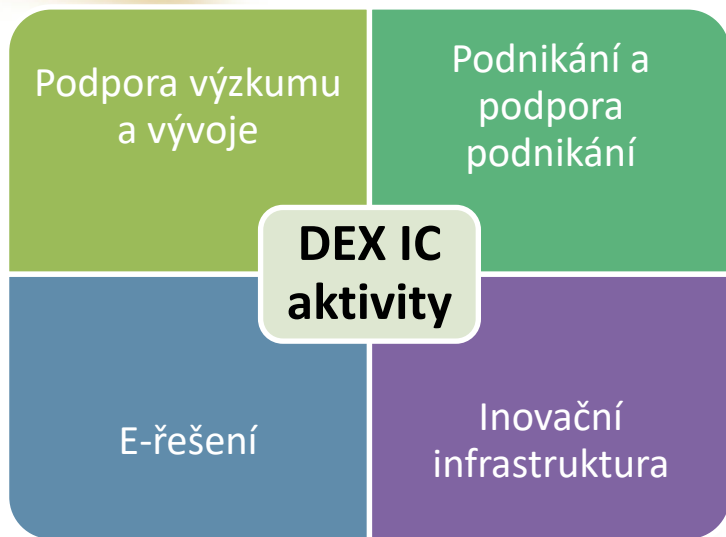 Podpora výzkumu
a vývoje
Podnikání a
podpora
podnikání
DEX IC
aktivity
E-řešení
Inovační
infrastruktura